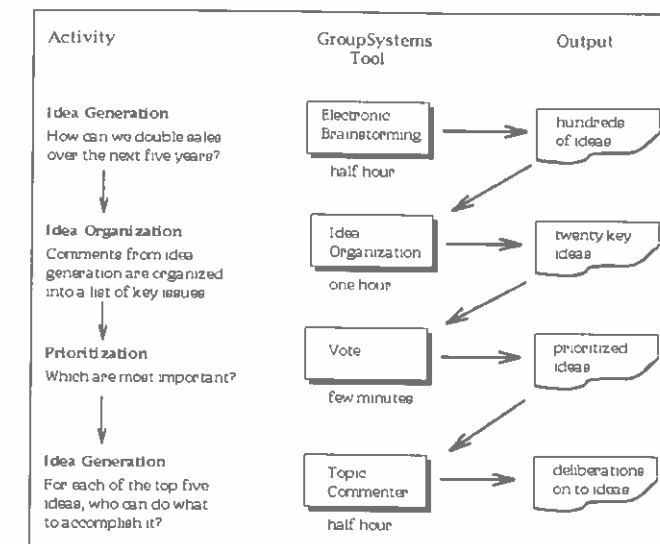 Activity
GroupSystems
Tool
Output
Idea Generation
How can we double sales
over the next five years?
Electronic
Brainstorming
half hour
hundreds
of ideas
Idea Organization
Comments from idea
generation are organized
into a list of key issues
Idea
Organization
one hour
twenty key
ideas
Prioritization
Which are most important?
Vote
few minutes
prioritized
ideas
Idea Generation
For each of the top five
ideas, who can do what
to accomplish it?
Topic
Commenter
half hour
deliberations
on to ideas